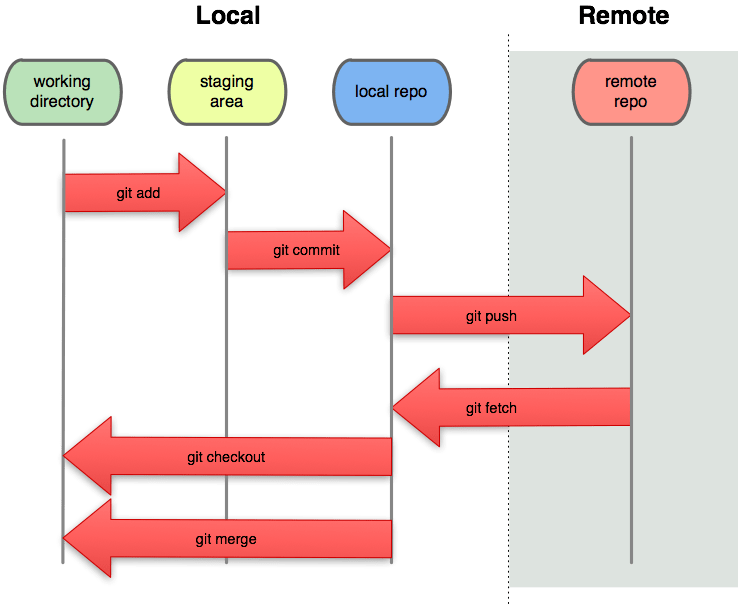 Local
Remote
working
directory
staging
area
local repo
remote
repo
git add
git commit
git push
git fetch
git checkout
git merge